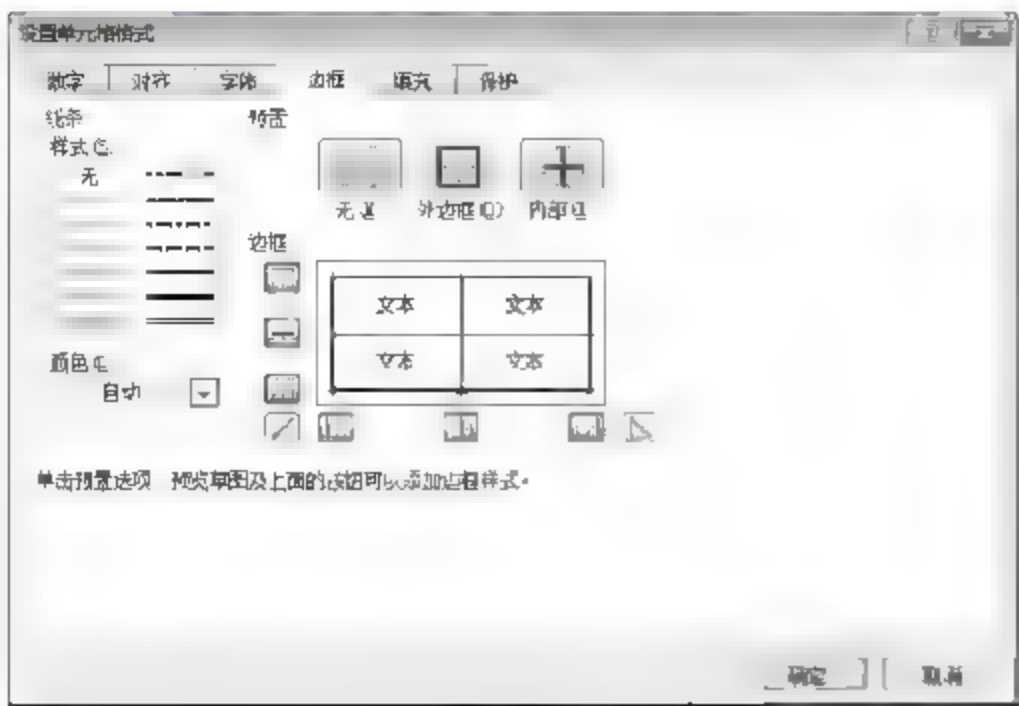 设置单元格格式
数字 对齐 字体 边框 填充 保护
线条 预置
样式(S)
无
无(N) 外边框(O) 内部(I)
边框
文本 文本
文本 文本
颜色(C)
自动
单击预置选项、预览草图及上面的按钮可以添加边框样式。
确定 取消